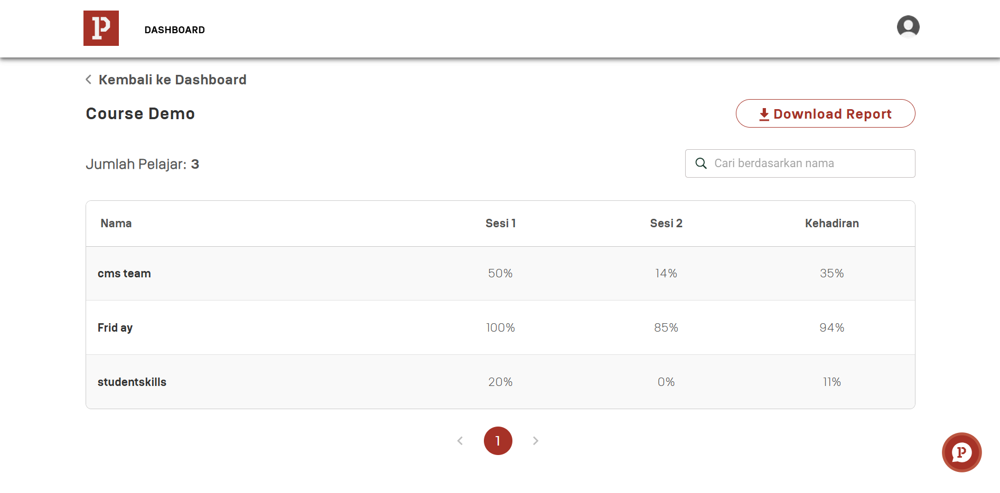 P
DASHBOARD
Kembali ke Dashboard
Course Demo
Download Report
Jumlah Pelajar: 3
Cari berdasarkan nama
Nama Sesi 1 Sesi 2 Kehadiran
cms team 50% 14% 35%
Frid ay 100% 85% 94%
studentskills 20% 0% 11%
1
P